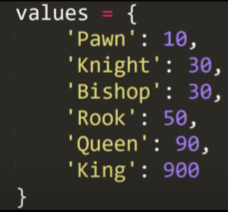 values = {
'Pawn': 10,
'Knight': 30,
'Bishop': 30,
'Rook': 50,
'Queen': 90,
'King': 900
}